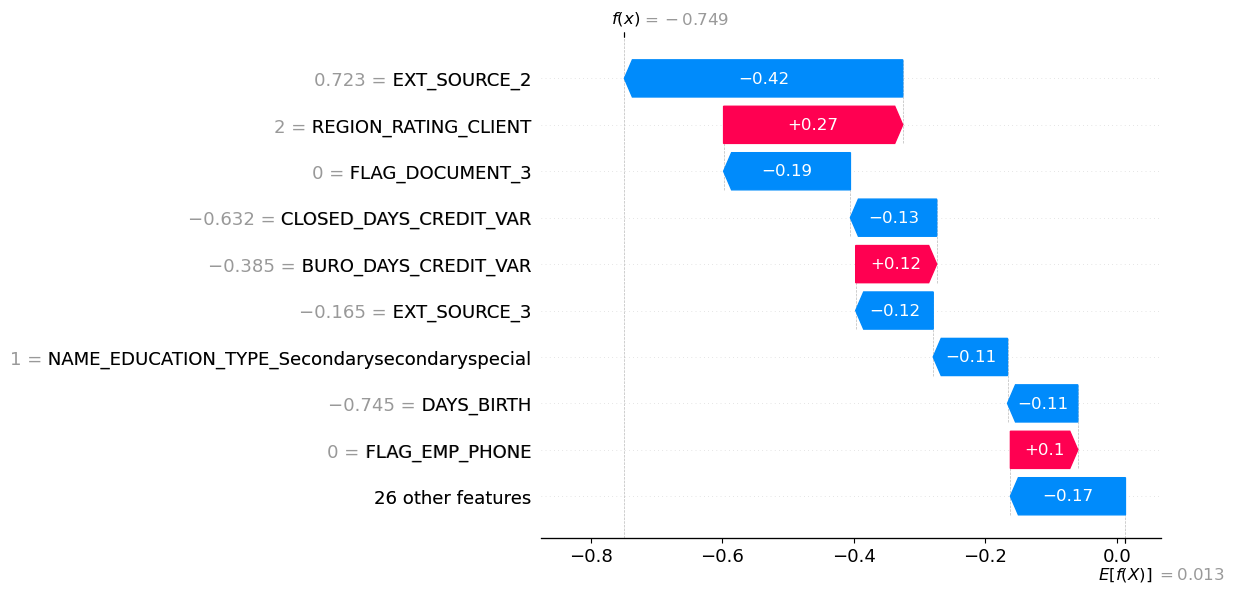 f(x) = −0.749
0.723 = EXT_SOURCE_2
−0.42
2 = REGION_RATING_CLIENT
+0.27
0 = FLAG_DOCUMENT_3
−0.19
−0.632 = CLOSED_DAYS_CREDIT_VAR
−0.13
−0.385 = BURO_DAYS_CREDIT_VAR
+0.12
−0.165 = EXT_SOURCE_3
−0.12
1 = NAME_EDUCATION_TYPE_Secondarysecondaryspecial
−0.11
−0.745 = DAYS_BIRTH
−0.11
0 = FLAG_EMP_PHONE
+0.1
26 other features
−0.17
−0.8 −0.6 −0.4 −0.2 0.0
E[f(X)] = 0.013